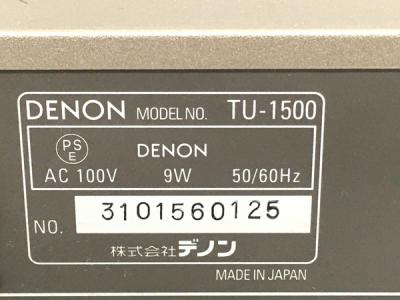 DENON MODEL NO. TU-1500
PS
E
DENON
AC 100V 9W 50/60Hz
NO. 3101560125
株式会社デノン
MADE IN JAPAN